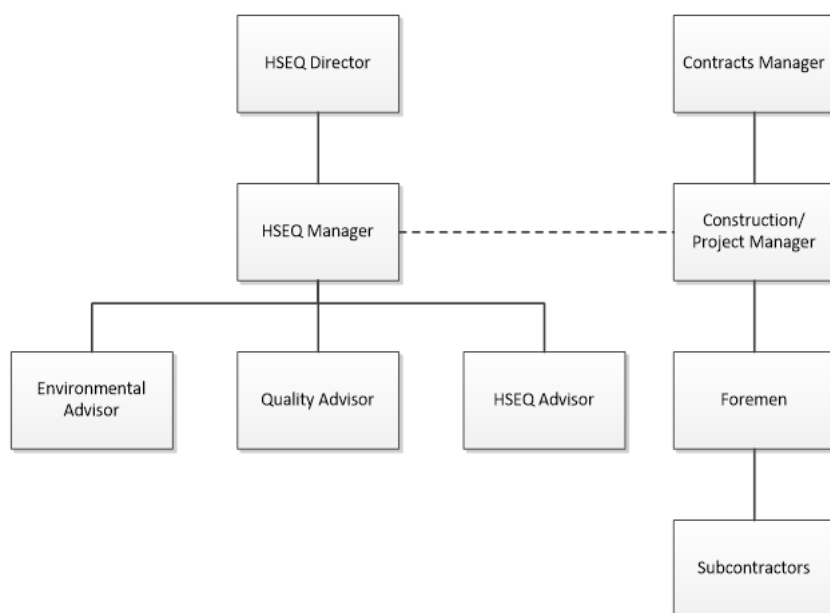 HSEQ Director
Contracts Manager
HSEQ Manager
Construction/
Project Manager
Environmental
Advisor
Quality Advisor
HSEQ Advisor
Foremen
Subcontractors